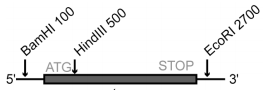 BamHI 100
HindIII 500
EcoRI 2700
ATG
STOP
5'
3'